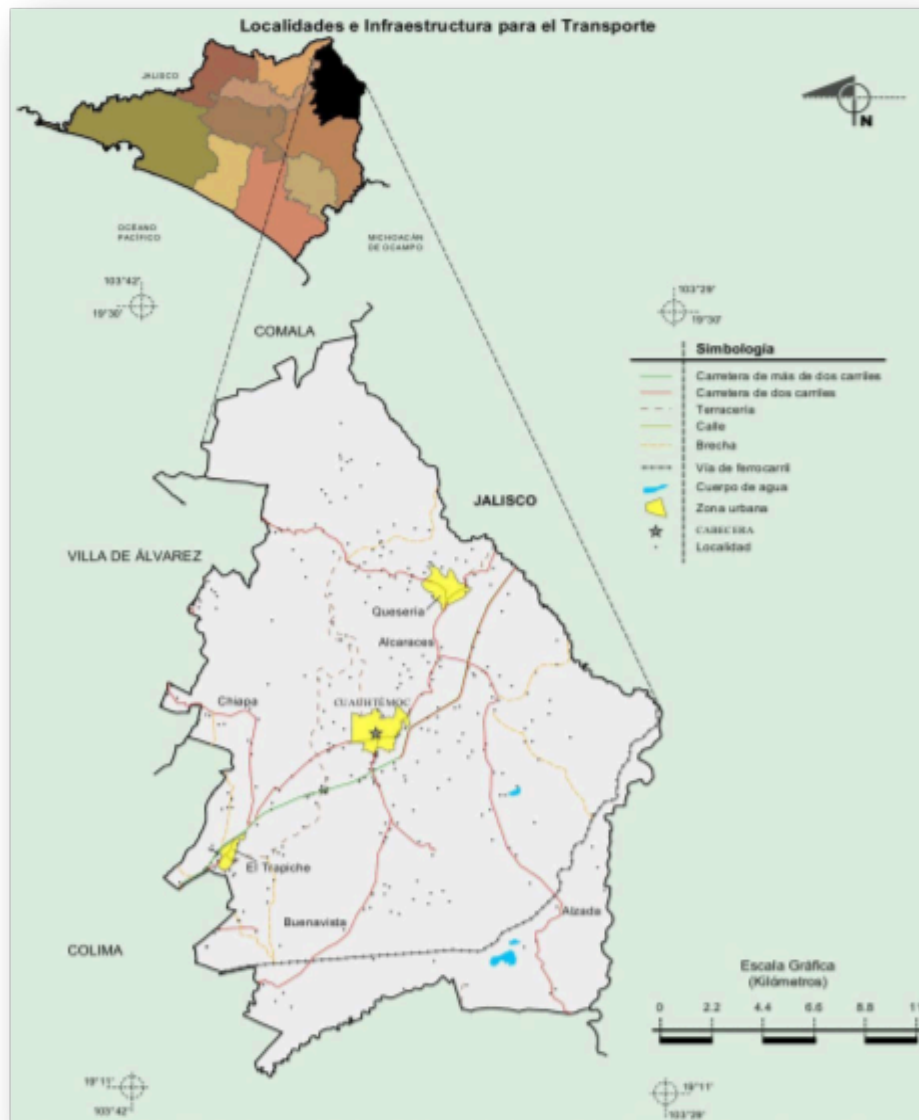 Localidades e Infraestructura para el Transporte
JALISCO
N
OCÉANO
PACÍFICO
MICHOACÁN
DE OCAMPO
103°42'
19°30'
103°29'
19°30'
COMALA
Simbología
Carretera de más de dos carriles
Carretera de dos carriles
Terracería
Calle
Brecha
Vía de ferrocarril
Cuerpo de agua
Zona urbana
CABECERA
Localidad
JALISCO
VILLA DE ÁLVAREZ
Quesería
Alcaraces
Chiapa
CUAUHTÉMOC
El Trapiche
Buenavista
Alzada
COLIMA
Escala Gráfica
(Kilómetros)
0 2.2 4.4 6.6 8.8 11
19°11'
103°42'
19°11'
103°29'